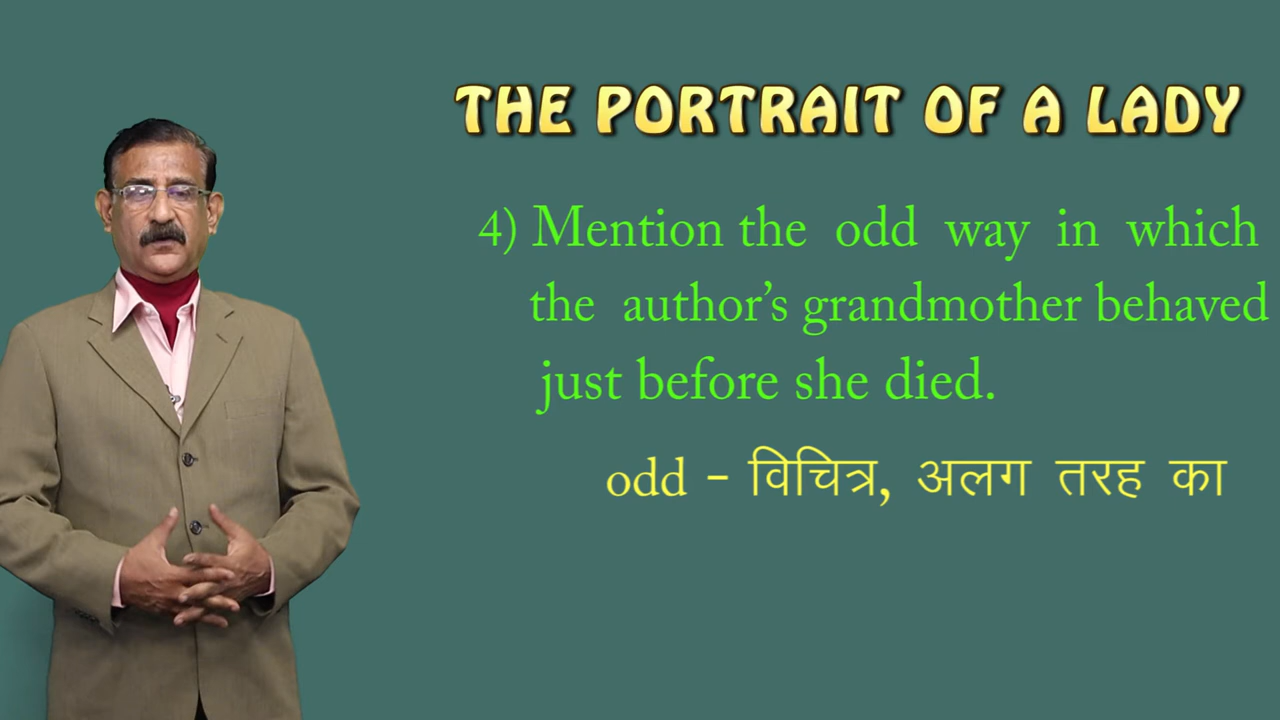 THE PORTRAIT OF A LADY
4) Mention the odd way in which
the author’s grandmother behaved
just before she died.
odd - विचित्र, अलग तरह का